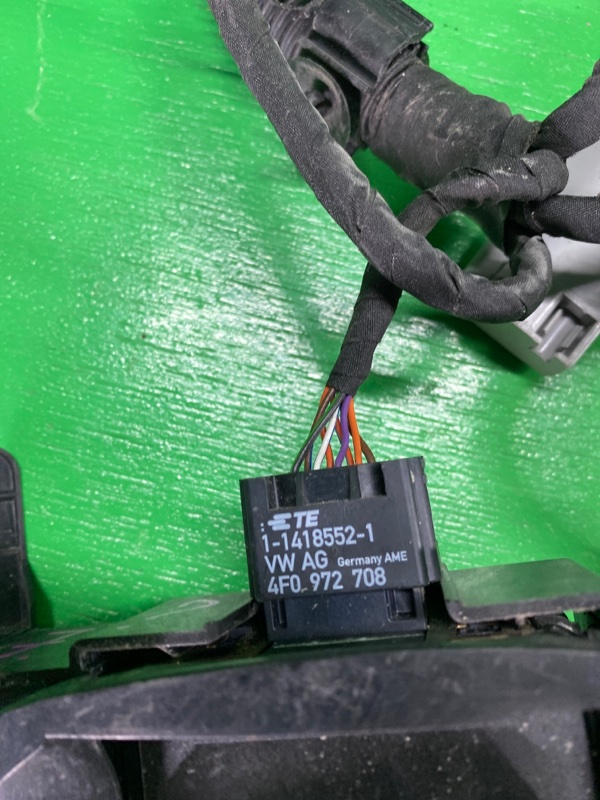 TE
1-1418552-1
VW AG Germany AME
4F0 972 708